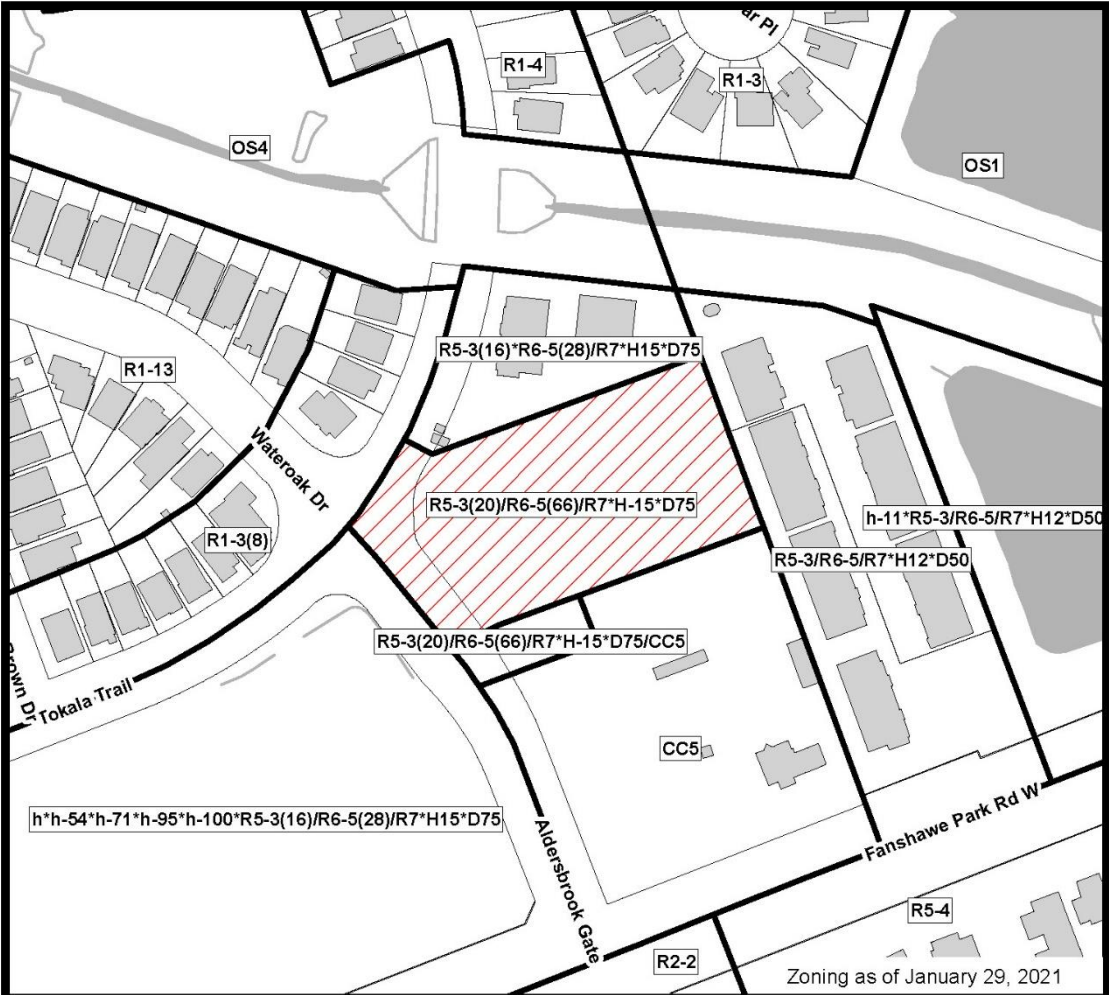 ar Pl
R1-4
R1-3
OS4
OS1
R5-3(16)*R6-5(28)/R7*H15*D75
R1-13
Wateroak Dr
R5-3(20)/R6-5(66)/R7*H-15*D75
h-11*R5-3/R6-5/R7*H12*D50
R1-3(8)
R5-3/R6-5/R7*H12*D50
R5-3(20)/R6-5(66)/R7*H-15*D75/CC5
Brown Dr
Tokala Trail
CC5
h*h-54*h-71*h-95*h-100*R5-3(16)/R6-5(28)/R7*H15*D75
Aldersbrook Gate
Fanshawe Park Rd W
R5-4
R2-2
Zoning as of January 29, 2021